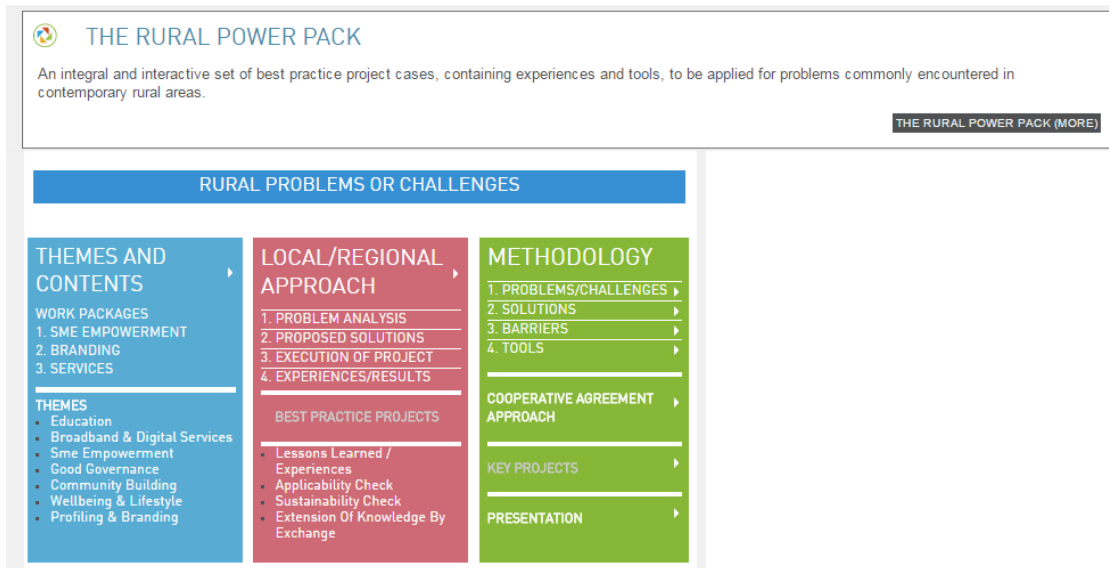 THE RURAL POWER PACK
An integral and interactive set of best practice project cases, containing experiences and tools, to be applied for problems commonly encountered in
contemporary rural areas.
THE RURAL POWER PACK (MORE)
RURAL PROBLEMS OR CHALLENGES
THEMES AND
CONTENTS
WORK PACKAGES
1. SME EMPOWERMENT
2. BRANDING
3. SERVICES
THEMES
Education
Broadband & Digital Services
Sme Empowerment
Good Governance
Community Building
Wellbeing & Lifestyle
Profiling & Branding
LOCAL/REGIONAL
APPROACH
1. PROBLEM ANALYSIS
2. PROPOSED SOLUTIONS
3. EXECUTION OF PROJECT
4. EXPERIENCES/RESULTS
BEST PRACTICE PROJECTS
Lessons Learned /
Experiences
Applicability Check
Sustainability Check
Extension Of Knowledge By
Exchange
METHODOLOGY
1. PROBLEMS/CHALLENGES
2. SOLUTIONS
3. BARRIERS
4. TOOLS
COOPERATIVE AGREEMENT
APPROACH
KEY PROJECTS
PRESENTATION